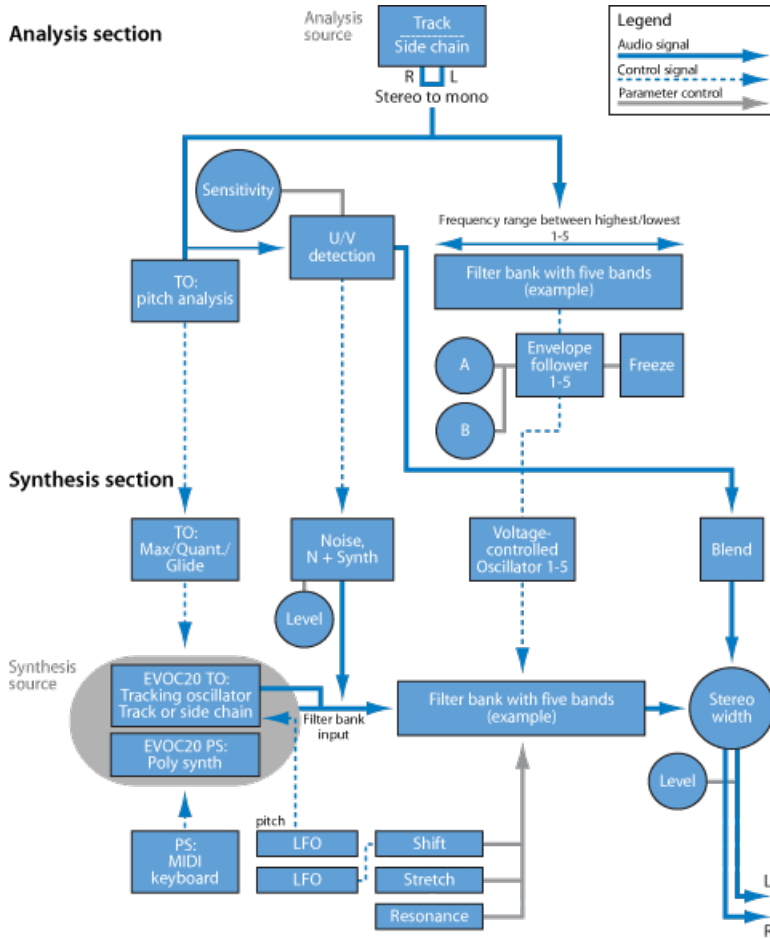 Analysis section
Analysis
source
Track
Side chain
R
L
Stereo to mono
Legend
Audio signal
Control signal
Parameter control
Sensitivity
U/V
detection
Frequency range between highest/lowest
1-5
TO:
pitch analysis
Filter bank with five bands
(example)
A
B
Envelope
follower
1-5
Freeze
Synthesis section
TO:
Max/Quant./
Glide
Noise,
N + Synth
Level
Voltage-
controlled
Oscillator 1-5
Blend
Synthesis
source
EVOC20 TO:
Tracking oscillator
Track or side chain
EVOC20 PS:
Poly synth
Filter bank
input
Filter bank with five bands
(example)
Stereo
width
Level
PS:
MIDI
keyboard
pitch
LFO
LFO
Shift
Stretch
Resonance
L
R